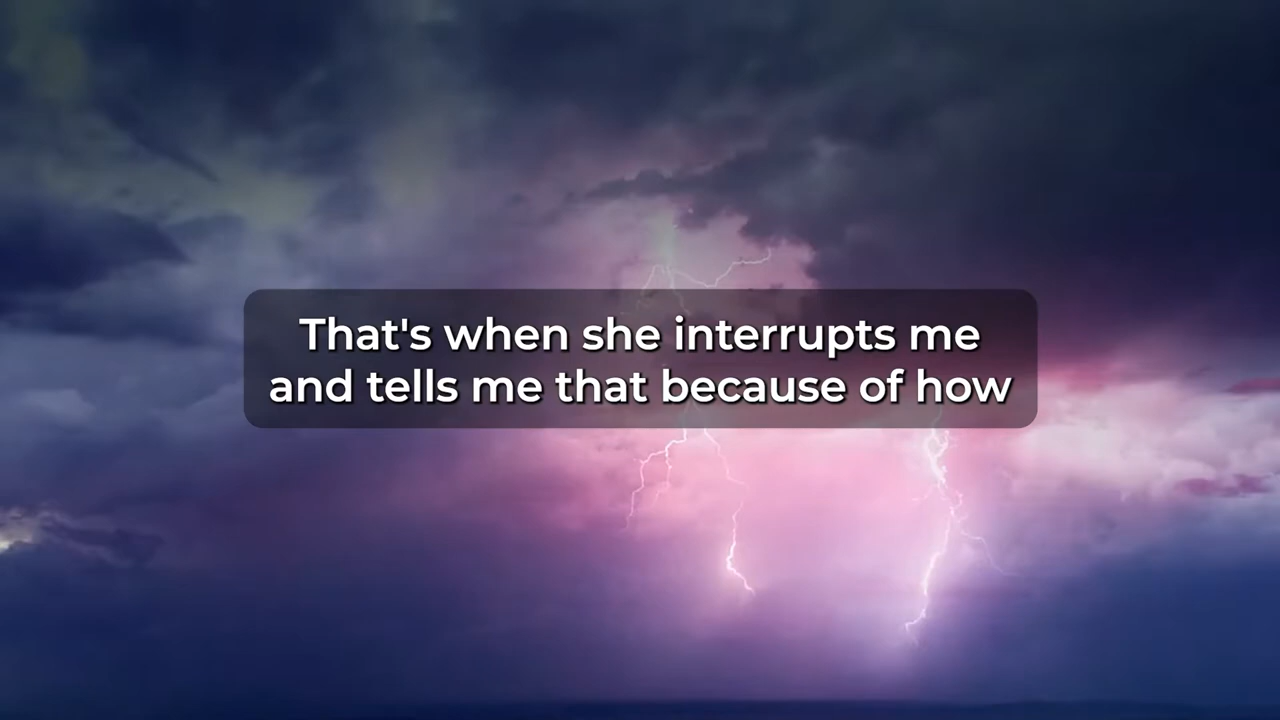 That's when she interrupts me
and tells me that because of how